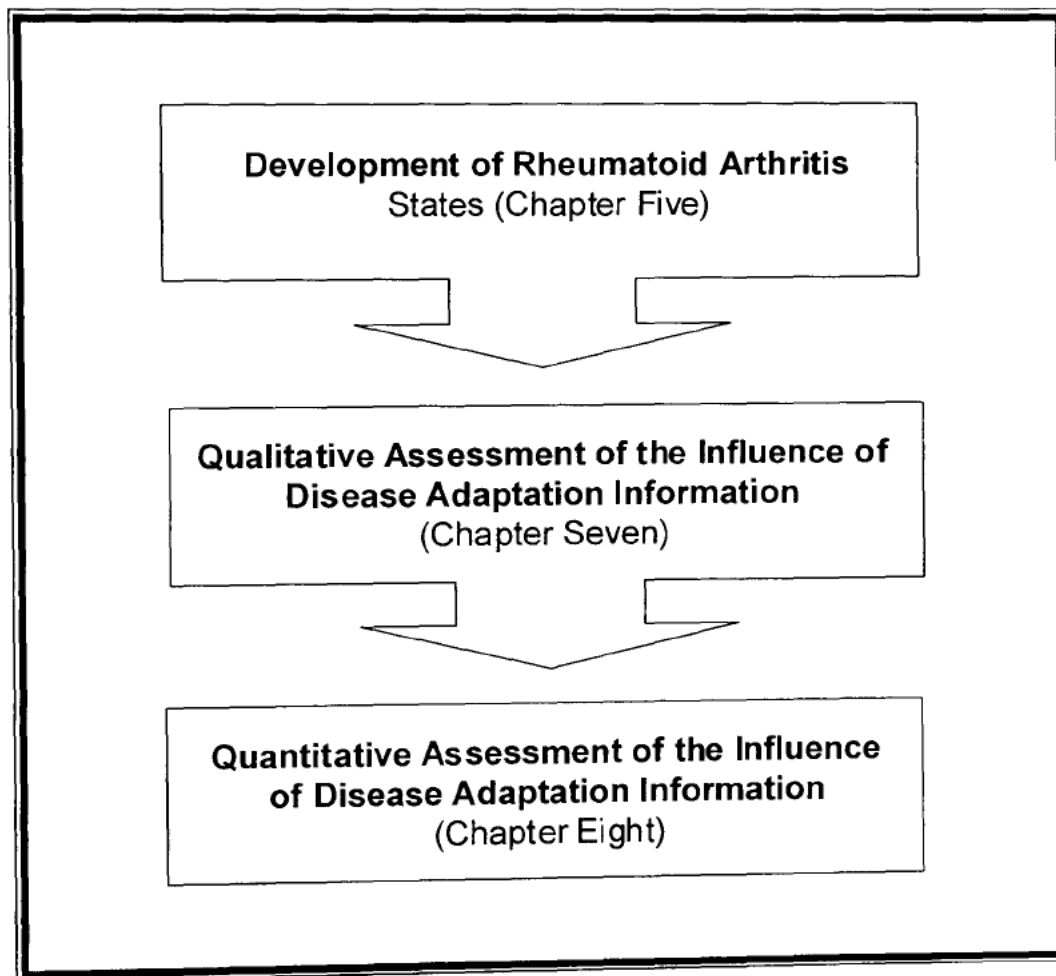 Development of Rheumatoid Arthritis
States (Chapter Five)
Qualitative Assessment of the Influence of
Disease Adaptation Information
(Chapter Seven)
Quantitative Assessment of the Influence
of Disease Adaptation Information
(Chapter Eight)